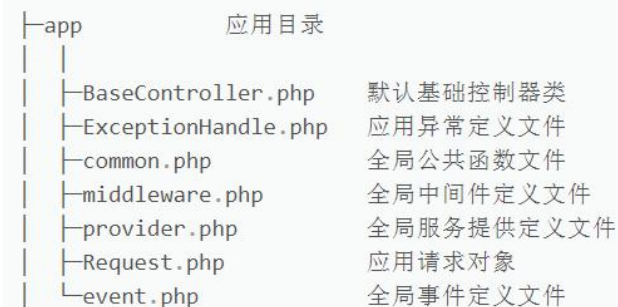 ├─app           应用目录
│  │
│  ├─BaseController.php    默认基础控制器类
│  ├─ExceptionHandle.php   应用异常定义文件
│  ├─common.php            全局公共函数文件
│  ├─middleware.php        全局中间件定义文件
│  ├─provider.php          全局服务提供定义文件
│  ├─Request.php           应用请求对象
│  └─event.php             全局事件定义文件